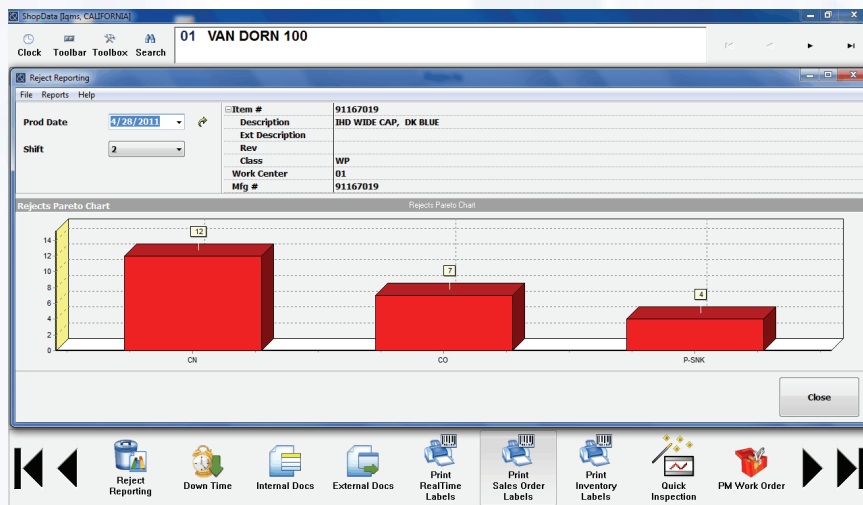 ShopData [Iqms, CALIFORNIA]
Clock Toolbar Toolbox Search
01 VAN DORN 100
Reject Reporting
File Reports Help
Prod Date 4/28/2011
Shift 2
Item # 91167019
Description IHD WIDE CAP, DK BLUE
Ext Description
Rev
Class WP
Work Center 01
Mfg # 91167019
Rejects Pareto Chart Rejects Pareto Chart
14
12
10
8
6
4
2
0
12
7
4
CN CO P-SNK
Close
Reject Reporting
Down Time
Internal Docs
External Docs
Print RealTime Labels
Print Sales Order Labels
Print Inventory Labels
Quick Inspection
PM Work Order